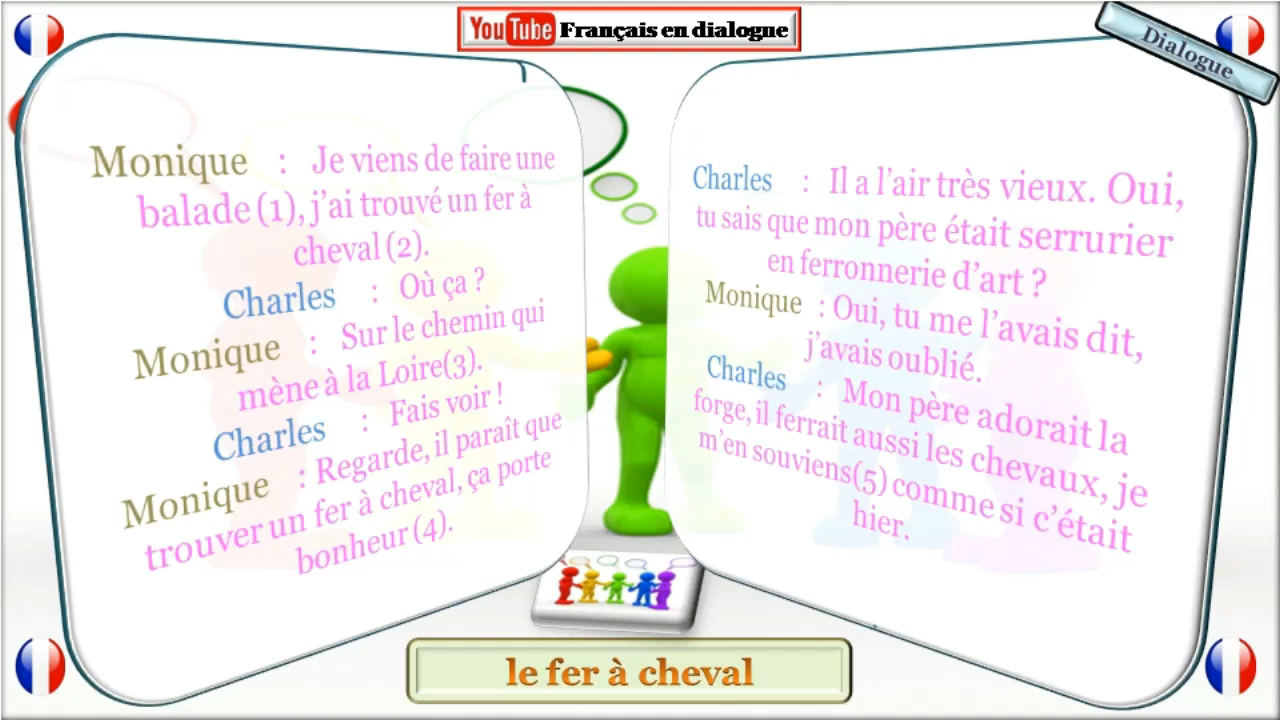 YouTube Français en dialogue
Dialogue
Monique : Je viens de faire une
balade (1), j’ai trouvé un fer à
cheval (2).
Charles : Où ça ?
Monique : Sur le chemin qui
mène à la Loire(3).
Charles : Fais voir !
Monique : Regarde, il paraît que
trouver un fer à cheval, ça porte
bonheur (4).
Charles : Il a l’air très vieux. Oui,
tu sais que mon père était serrurier
en ferronnerie d’art ?
Monique : Oui, tu me l’avais dit,
j’avais oublié.
Charles : Mon père adorait la
forge, il ferrait aussi les chevaux, je
m’en souviens(5) comme si c’était
hier.
le fer à cheval